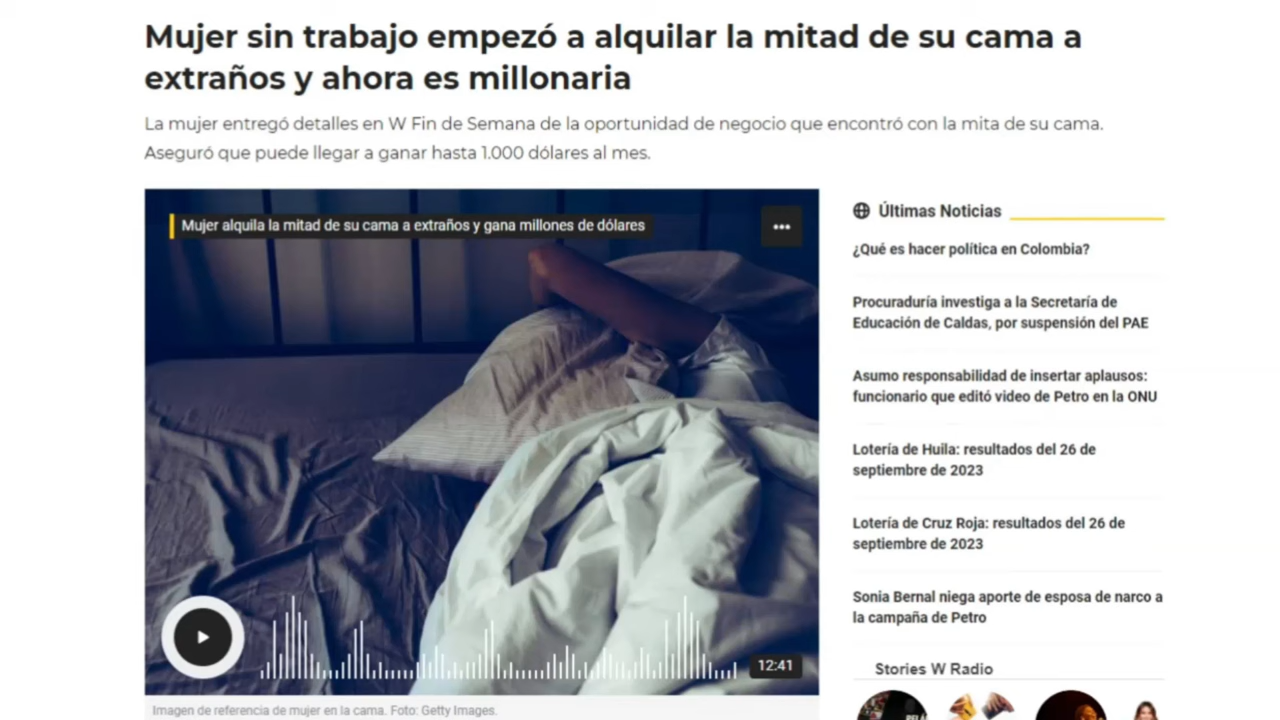 Mujer sin trabajo empezó a alquilar la mitad de su cama a
extraños y ahora es millonaria
La mujer entregó detalles en W Fin de Semana de la oportunidad de negocio que encontró con la mita de su cama.
Aseguró que puede llegar a ganar hasta 1.000 dólares al mes.
Mujer alquila la mitad de su cama a extraños y gana millones de dólares
12:41
Imagen de referencia de mujer en la cama. Foto: Getty Images.
Últimas Noticias
¿Qué es hacer política en Colombia?
Procuraduría investiga a la Secretaría de
Educación de Caldas, por suspensión del PAE
Asumo responsabilidad de insertar aplausos:
funcionario que editó video de Petro en la ONU
Lotería de Huila: resultados del 26 de
septiembre de 2023
Lotería de Cruz Roja: resultados del 26 de
septiembre de 2023
Sonia Bernal niega aporte de esposa de narco a
la campaña de Petro
Stories W Radio